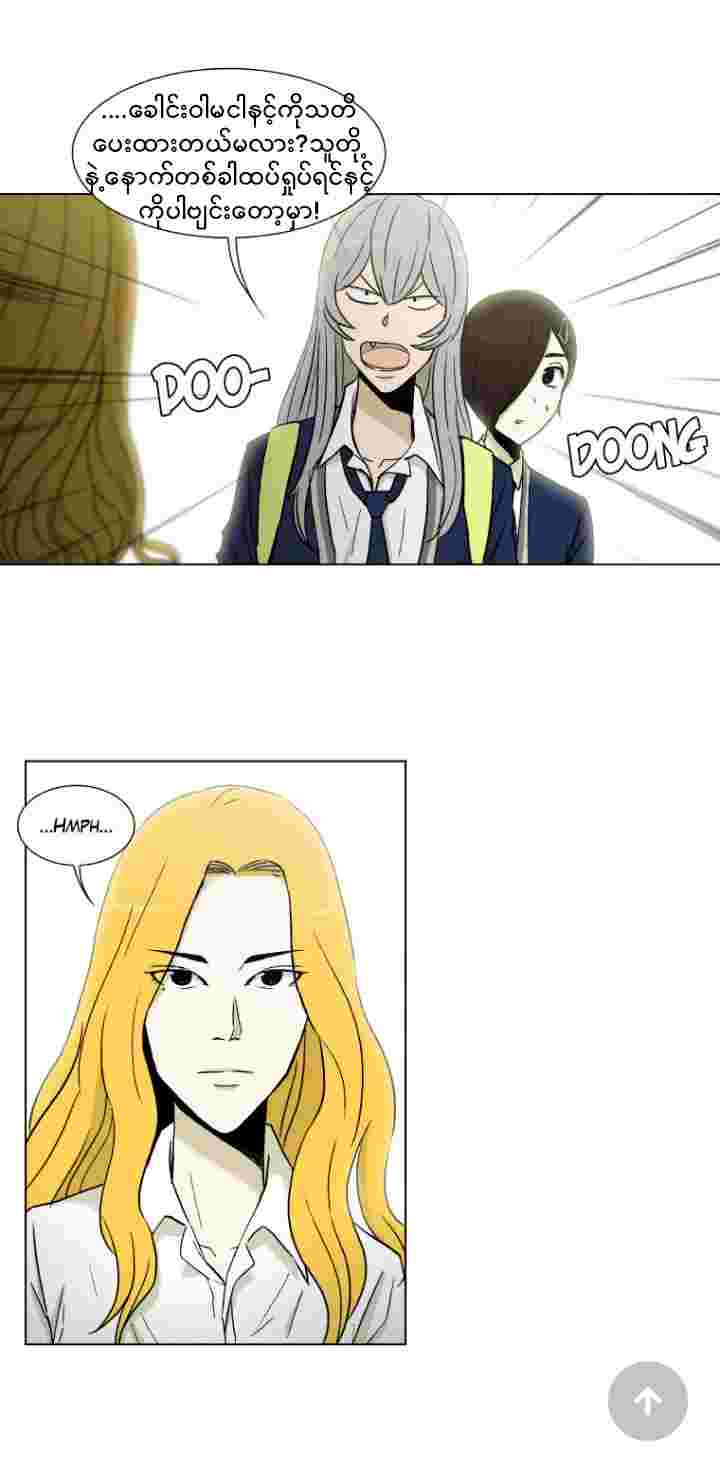 ....ခေါင်းဝါမငါနင့်ကိုသတိ
ပေးထားတယ်မလား?သူတို့
နဲ့နောက်တစ်ခါထပ်ရှုပ်ရင်နင့်
ကိုပါဗျင်းတော့မှာ!
DOO-
DOONG
...HMPH...